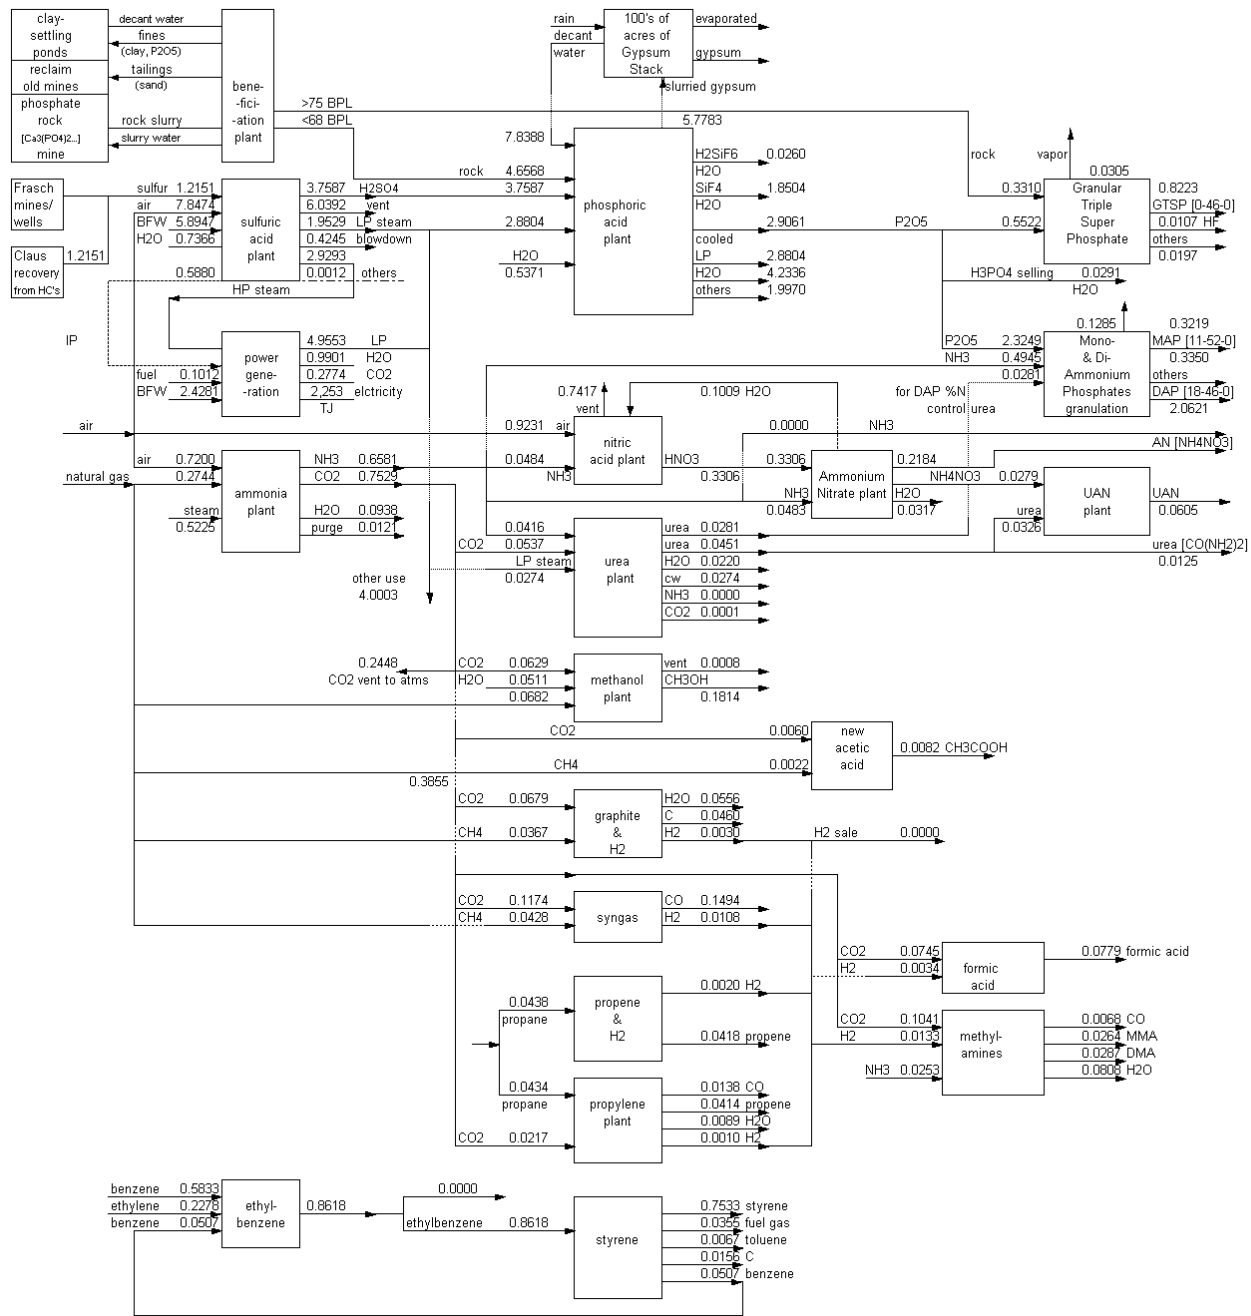 clay-
settling
ponds
reclaim
old mines
phosphate
rock
[Ca3(PO4)2...]
mine
decant water
fines
(clay, P2O5)
tailings
(sand)
rock slurry
slurry water
bene-
-fici-
-ation
plant
>75 BPL
<68 BPL
rain
decant
water
100's of
acres of
Gypsum
Stack
evaporated
gypsum
slurried gypsum
5.7783
Frasch
mines/
wells
Claus
recovery
from HC's
1.2151
sulfur 1.2151
air 7.8474
BFW 5.8947
H2O 0.7366
0.5880
sulfuric
acid
plant
3.7587 H2SO4
6.0392 vent
1.9529 LP steam
0.4245 blowdown
2.9293
0.0012 others
HP steam
7.8388
rock 4.6568
3.7587
2.8804
H2O
0.5371
phosphoric
acid
plant
H2SiF6 0.0260
H2O
SiF4 1.8504
H2O
2.9061
cooled
LP 2.8804
H2O 4.2336
others 1.9970
P2O5
rock
vapor
0.0305
0.3310
0.5522
Granular
Triple
Super
Phosphate
0.8223
GTSP [0-46-0]
0.0107 HF
others
0.0197
H3PO4 selling 0.0291
H2O
IP
fuel 0.1012
BFW 2.4281
power
gene-
-ration
4.9553 LP
0.9901 H2O
0.2774 CO2
2,253 elctricity
TJ
0.1285
P2O5 2.3249
NH3 0.4945
0.0281
Mono-
& Di-
Ammonium
Phosphates
granulation
0.3219
MAP [11-52-0]
0.3350
others
DAP [18-46-0]
2.0621
for DAP %N
control urea
air
0.9231 air
0.7417
vent
0.1009 H2O
0.0484
NH3
nitric
acid plant
HNO3
0.3306
0.3306
0.0000 NH3
AN [NH4NO3]
NH3
0.0483
Ammonium
Nitrate plant
0.2184
NH4NO3 0.0279
H2O
0.0317
air 0.7200
natural gas 0.2744
steam
0.5225
ammonia
plant
NH3 0.6581
CO2 0.7529
H2O 0.0938
purge 0.0121
urea
0.0326
UAN
plant
UAN
0.0605
0.0416
CO2 0.0537
LP steam
0.0274
urea
plant
urea 0.0281
urea 0.0451
H2O 0.0220
cw 0.0274
NH3 0.0000
CO2 0.0001
urea [CO(NH2)2]
0.0125
other use
4.0003
0.2448
CO2 vent to atms
CO2 0.0629
H2O 0.0511
0.0682
methanol
plant
vent 0.0008
CH3OH
0.1814
CO2 0.0060
CH4 0.0022
new
acetic
acid
0.0082 CH3COOH
0.3855
CO2 0.0679
CH4 0.0367
graphite
&
H2
H2O 0.0556
C 0.0460
H2 0.0030
H2 sale 0.0000
CO2 0.1174
CH4 0.0428
syngas
CO 0.1494
H2 0.0108
CO2 0.0745
H2 0.0034
formic
acid
0.0779 formic acid
0.0438
propane
propene
&
H2
0.0020 H2
0.0418 propene
CO2 0.1041
H2 0.0133
NH3 0.0253
methyl-
amines
0.0068 CO
0.0264 MMA
0.0287 DMA
0.0808 H2O
0.0434
propane
CO2 0.0217
propylene
plant
0.0138 CO
0.0414 propene
0.0089 H2O
0.0010 H2
benzene 0.5833
ethylene 0.2278
benzene 0.0507
ethyl-
benzene
0.8618
0.0000
ethylbenzene 0.8618
styrene
0.7533 styrene
0.0355 fuel gas
0.0067 toluene
0.0156 C
0.0507 benzene